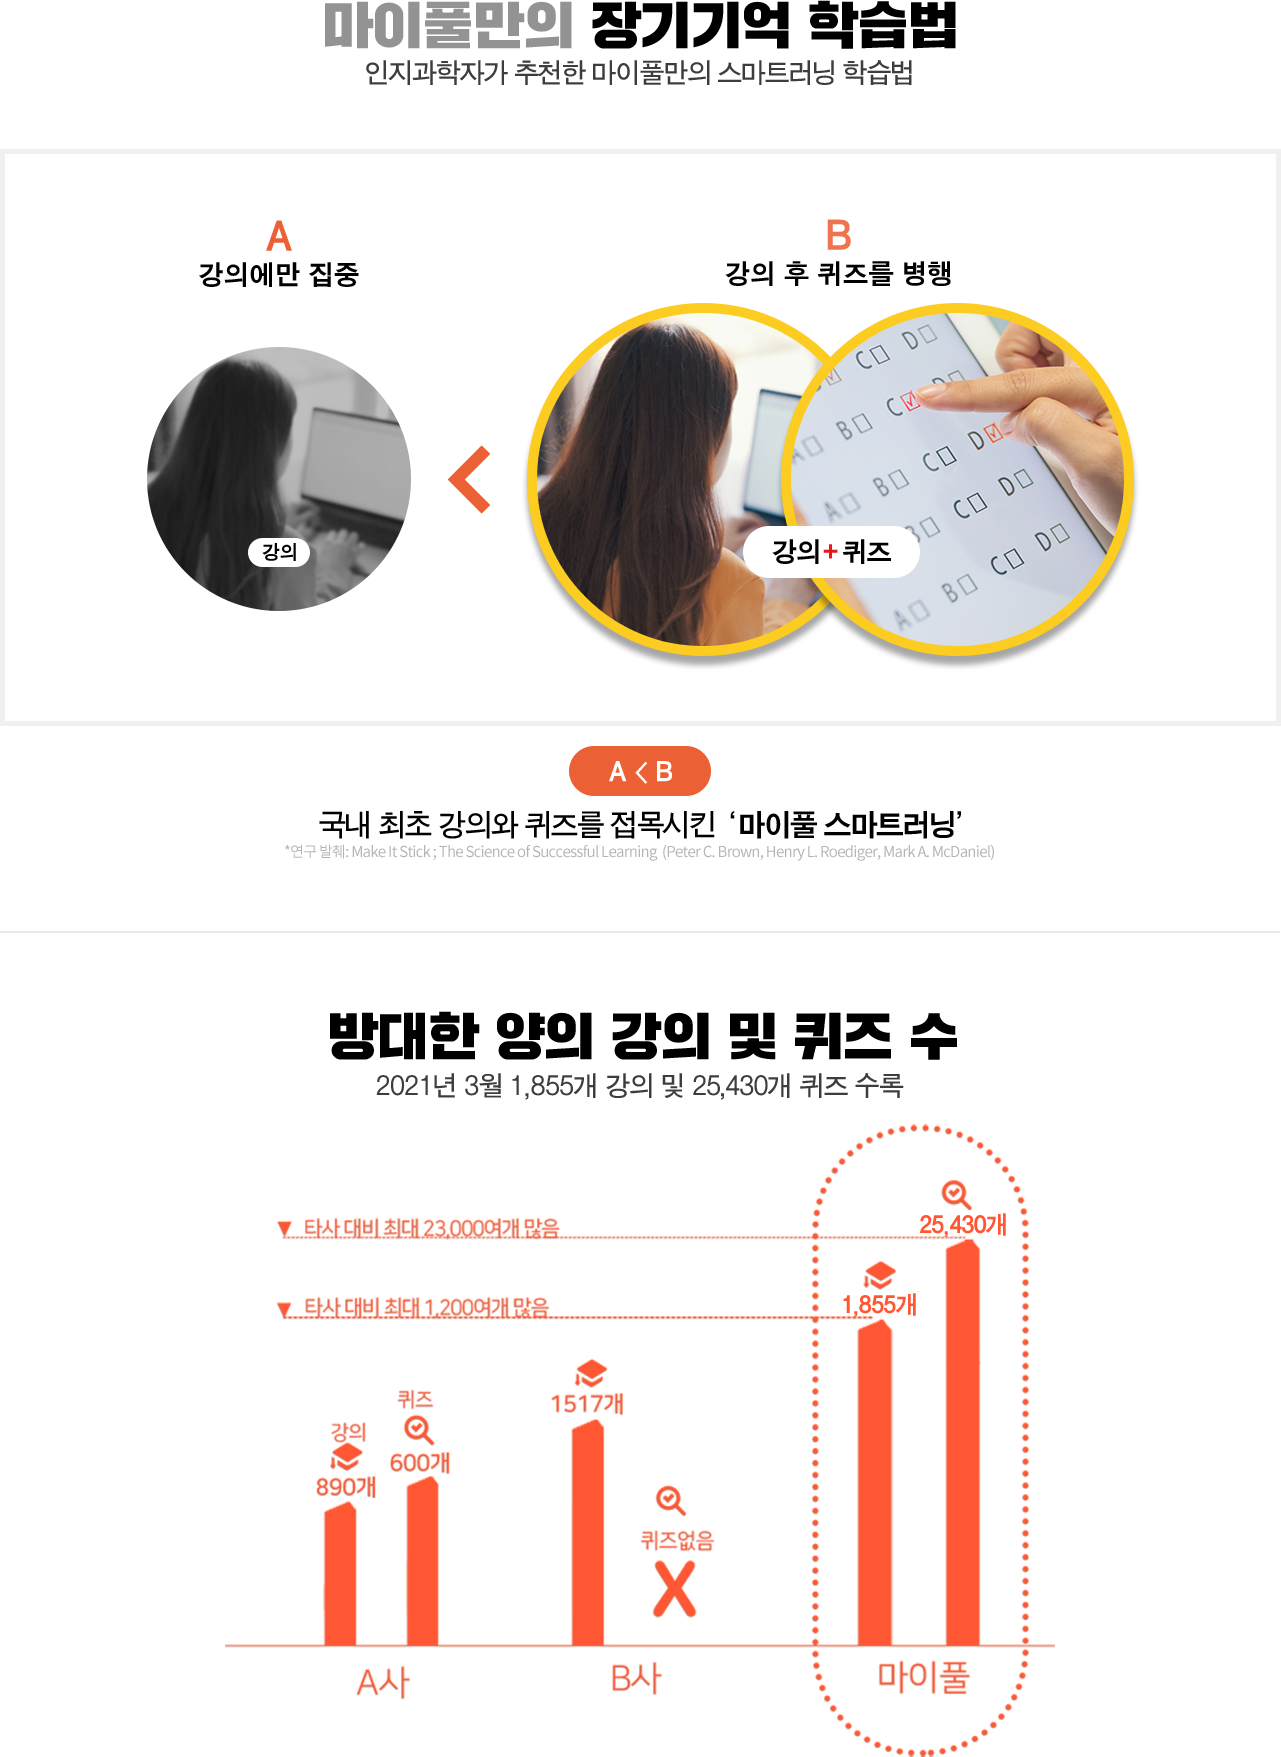 마이풀만의 장기기억 학습법
인지과학자가 추천한 마이풀만의 스마트러닝 학습법
A
강의에만 집중
강의
B
강의 후 퀴즈를 병행
C□ D□
A□ B□ C☑ D□
A□ B□ C□ D☑
B□ C□ D□
A□ B□ C□ D□
강의+퀴즈
A < B
국내 최초 강의와 퀴즈를 접목시킨 ‘마이풀 스마트러닝’
*연구 발췌: Make It Stick ; The Science of Successful Learning (Peter C. Brown, Henry L. Roediger, Mark A. McDaniel)
방대한 양의 강의 및 퀴즈 수
2021년 3월 1,855개 강의 및 25,430개 퀴즈 수록
▼ 타사 대비 최대 23,000여개 많음
25,430개
▼ 타사 대비 최대 1,200여개 많음
1,855개
강의
890개
퀴즈
600개
1517개
퀴즈없음
X
A사
B사
마이풀